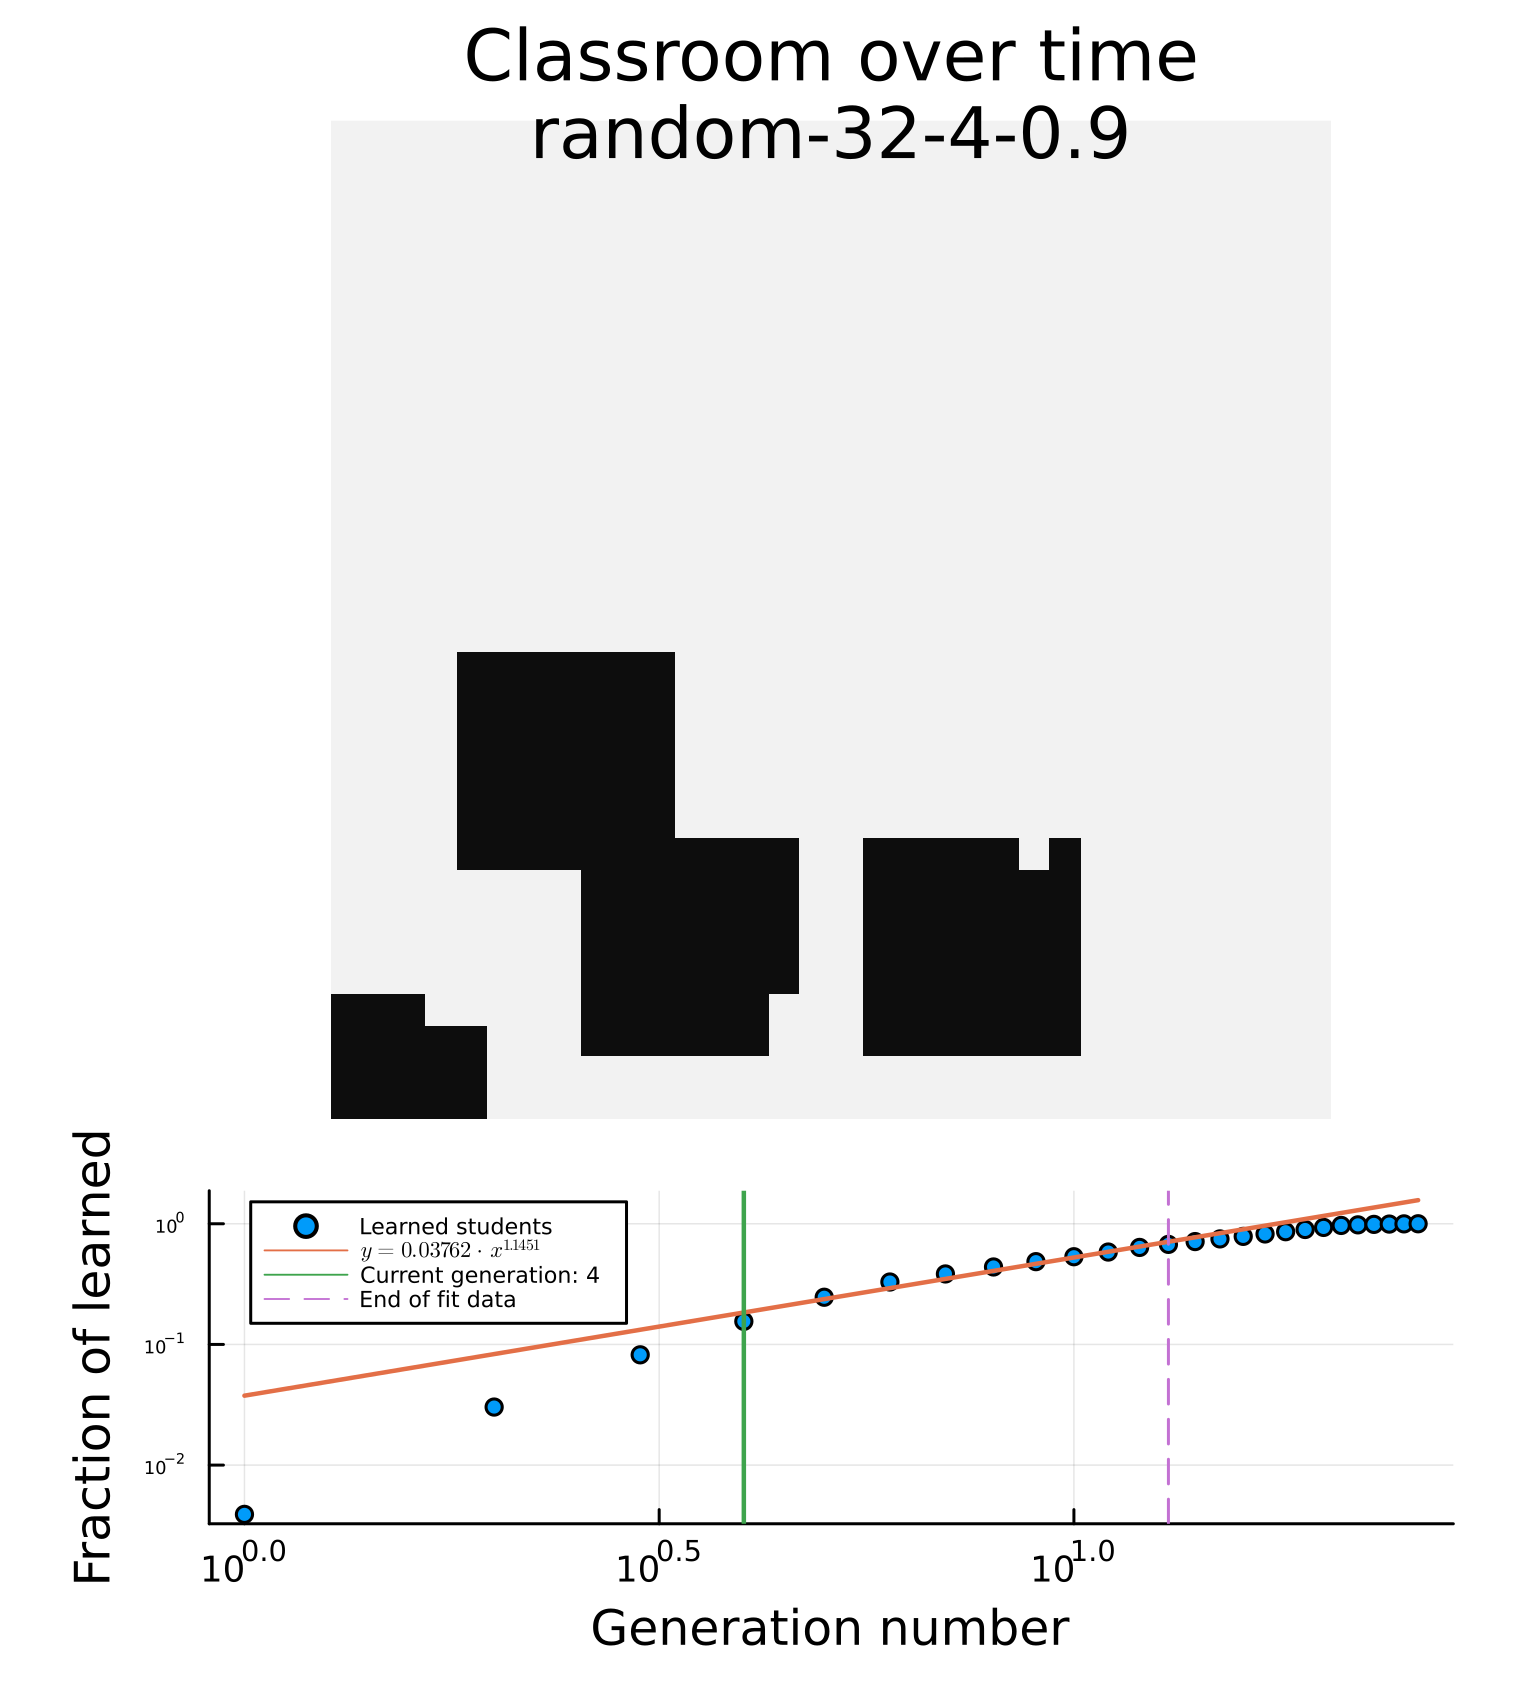 Classroom over time
random-32-4-0.9
Fraction of learned
10^0
10^−1
10^−2
Learned students
y = 0.03762 · x^1.1451
Current generation: 4
End of fit data
10^0.0 10^0.5 10^1.0
Generation number